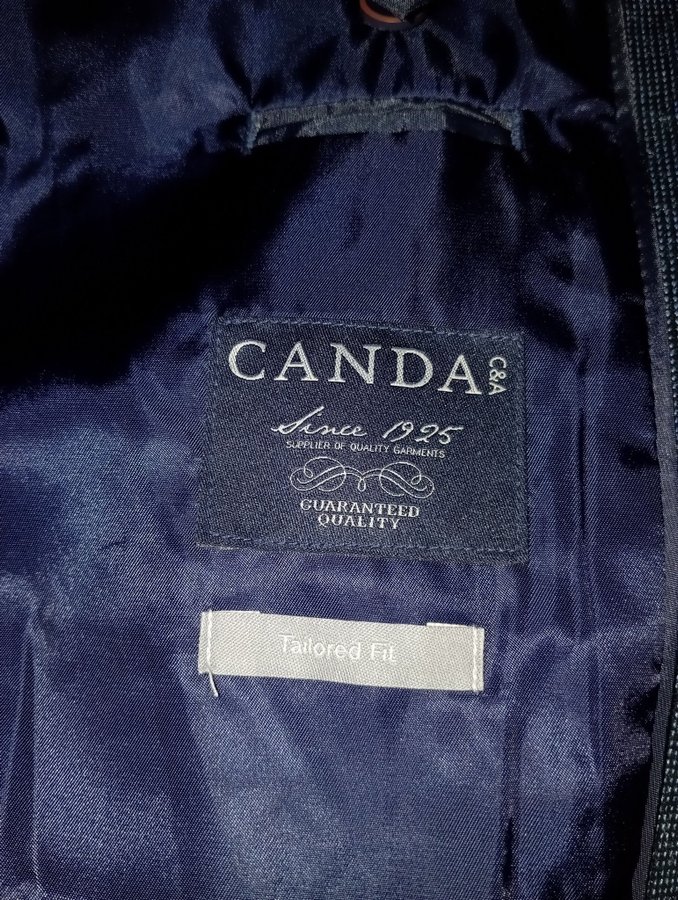 CANDA C&A
Since 1925
SUPPLIER OF QUALITY GARMENTS
GUARANTEED
QUALITY
Tailored Fit